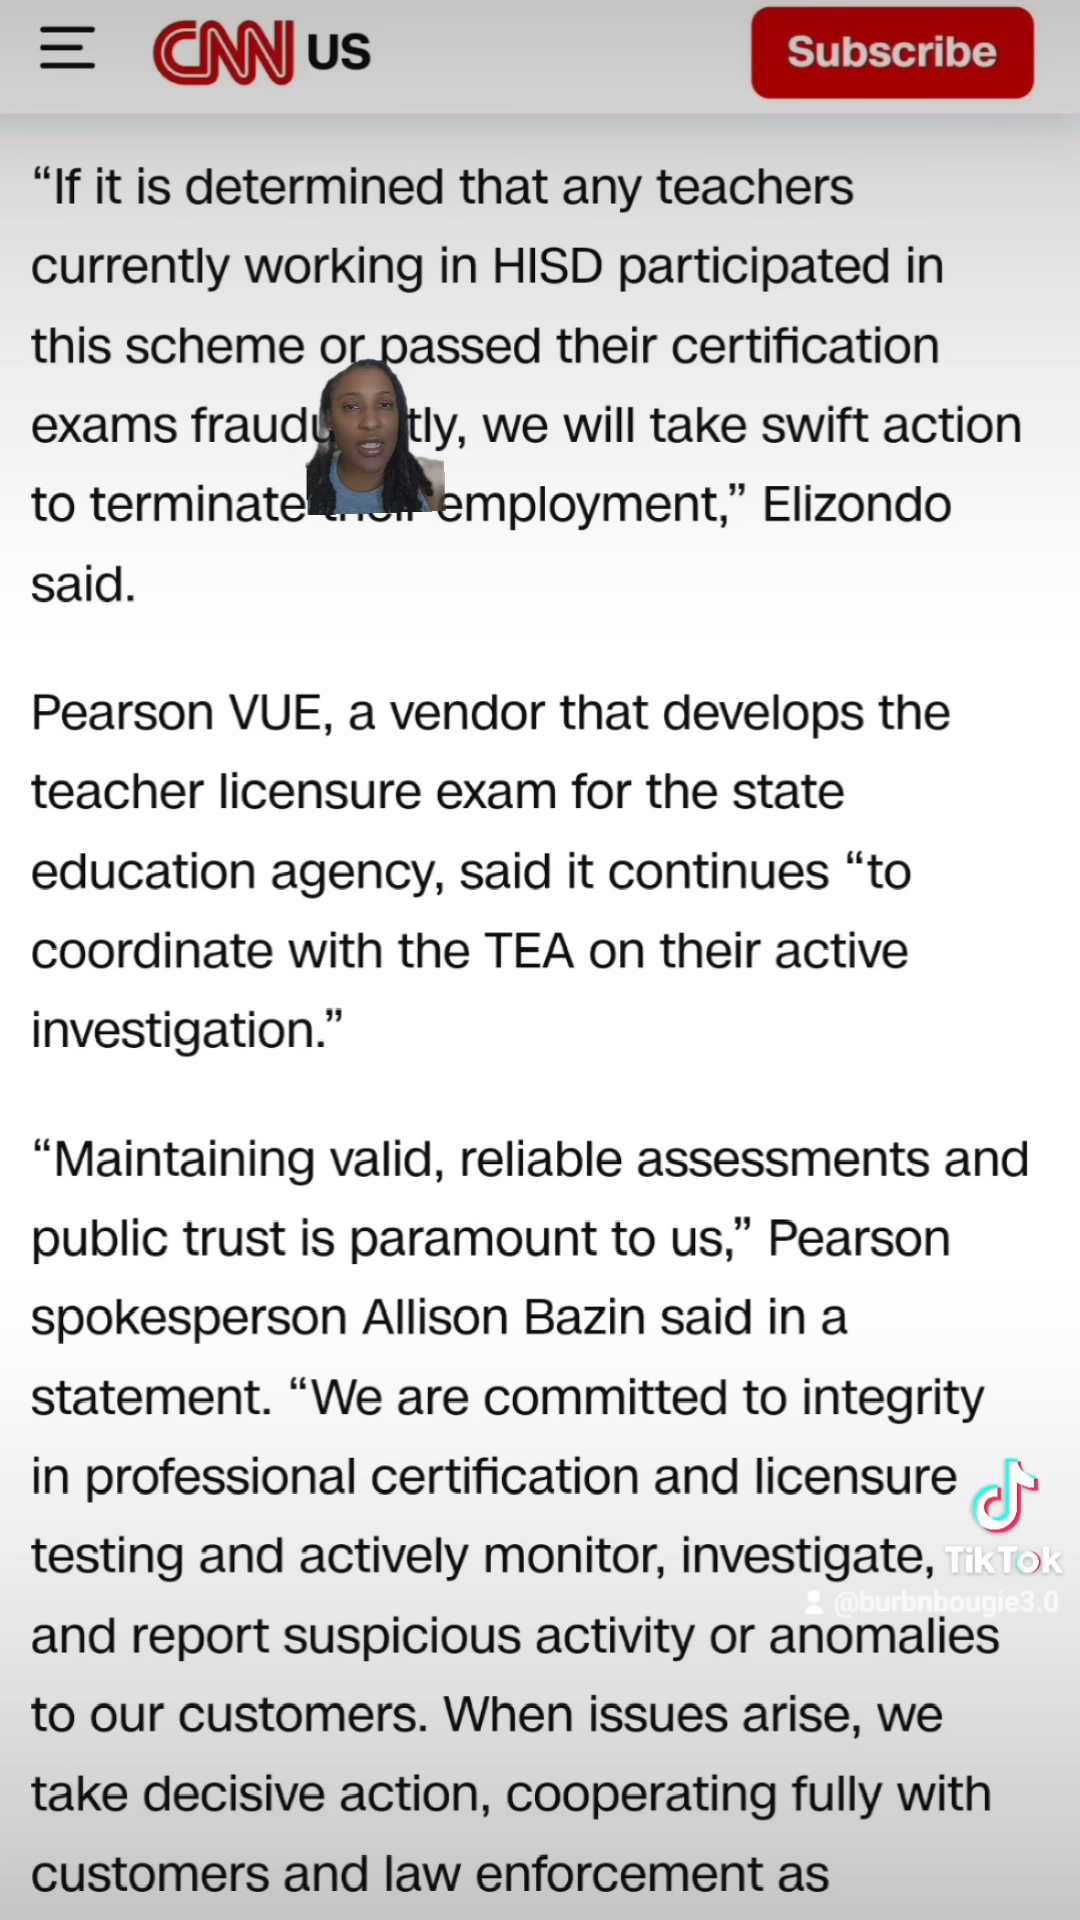 CNN US
Subscribe
“If it is determined that any teachers
currently working in HISD participated in
this scheme or passed their certification
exams tly, we will take swift action
to terminate employment,” Elizondo
said.
Pearson VUE, a vendor that develops the
teacher licensure exam for the state
education agency, said it continues “to
coordinate with the TEA on their active
investigation.”
“Maintaining valid, reliable assessments and
public trust is paramount to us,” Pearson
spokesperson Allison Bazin said in a
statement. “We are committed to integrity
in professional certification and licensure
testing and actively monitor, investigate,
TikTok
@burbnbougie3.0
and report suspicious activity or anomalies
to our customers. When issues arise, we
take decisive action, cooperating fully with
customers and law enforcement as